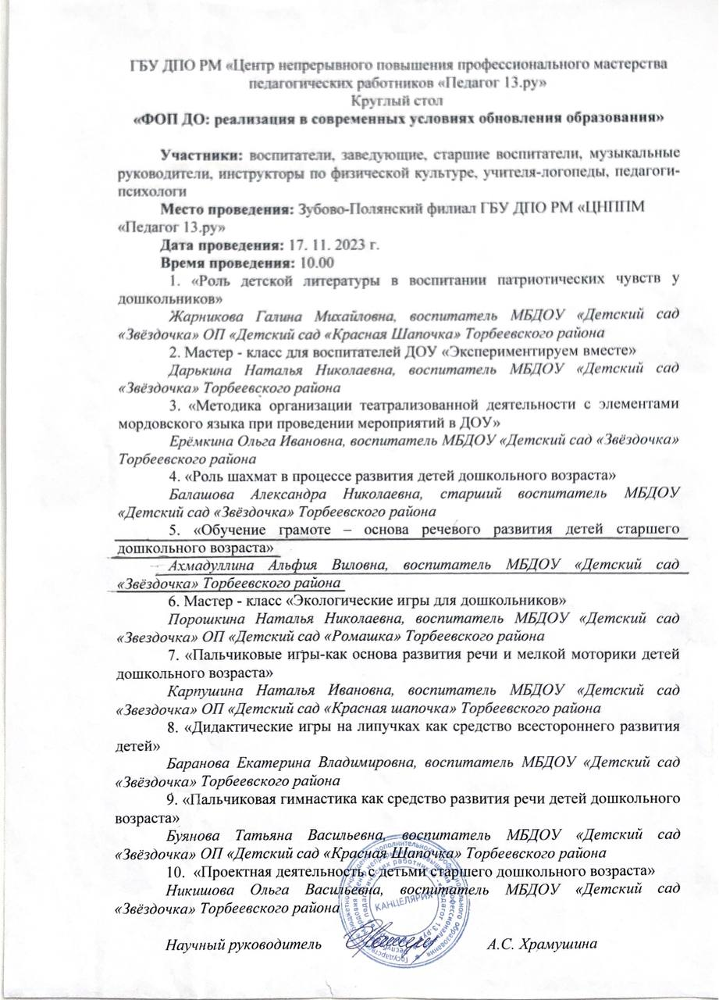 ГБУ ДПО РМ «Центр непрерывного повышения профессионального мастерства
педагогических работников «Педагог 13.ру»
Круглый стол
«ФОП ДО: реализация в современных условиях обновления образования»
Участники: воспитатели, заведующие, старшие воспитатели, музыкальные
руководители, инструкторы по физической культуре, учителя-логопеды, педагоги-
психологи
Место проведения: Зубово-Полянский филиал ГБУ ДПО РМ «ЦНППМ
«Педагог 13.ру»
Дата проведения: 17. 11. 2023 г.
Время проведения: 10.00
1. «Роль детской литературы в воспитании патриотических чувств у
дошкольников»
Жарникова Галина Михайловна, воспитатель МБДОУ «Детский сад
«Звёздочка» ОП «Детский сад «Красная Шапочка» Торбеевского района
2. Мастер - класс для воспитателей ДОУ «Экспериментируем вместе»
Дарькина Наталья Николаевна, воспитатель МБДОУ «Детский сад
«Звёздочка» Торбеевского района
3. «Методика организации театрализованной деятельности с элементами
мордовского языка при проведении мероприятий в ДОУ»
Ерёмкина Ольга Ивановна, воспитатель МБДОУ «Детский сад «Звёздочка»
Торбеевского района
4. «Роль шахмат в процессе развития детей дошкольного возраста»
Балашова Александра Николаевна, старший воспитатель МБДОУ
«Детский сад «Звёздочка» Торбеевского района
5. «Обучение грамоте – основа речевого развития детей старшего
дошкольного возраста»
Ахмадуллина Альфия Виловна, воспитатель МБДОУ «Детский сад
«Звёздочка» Торбеевского района
6. Мастер - класс «Экологические игры для дошкольников»
Порошкина Наталья Николаевна, воспитатель МБДОУ «Детский сад
«Звездочка» ОП «Детский сад «Ромашка» Торбеевского района
7. «Пальчиковые игры-как основа развития речи и мелкой моторики детей
дошкольного возраста»
Карпушина Наталья Ивановна, воспитатель МБДОУ «Детский сад
«Звездочка» ОП «Детский сад «Красная шапочка» Торбеевского района
8. «Дидактические игры на липучках как средство всестороннего развития
детей»
Баранова Екатерина Владимировна, воспитатель МБДОУ «Детский сад
«Звёздочка» Торбеевского района
9. «Пальчиковая гимнастика как средство развития речи детей дошкольного
возраста»
Буянова Татьяна Васильевна, воспитатель МБДОУ «Детский сад
«Звёздочка» ОП «Детский сад «Красная Шапочка» Торбеевского района
10. «Проектная деятельность с детьми старшего дошкольного возраста»
Никишова Ольга Васильевна, воспитатель МБДОУ «Детский сад
«Звёздочка» Торбеевского района
КАНЦЕЛЯРИЯ
Научный руководитель А.С. Храмушина